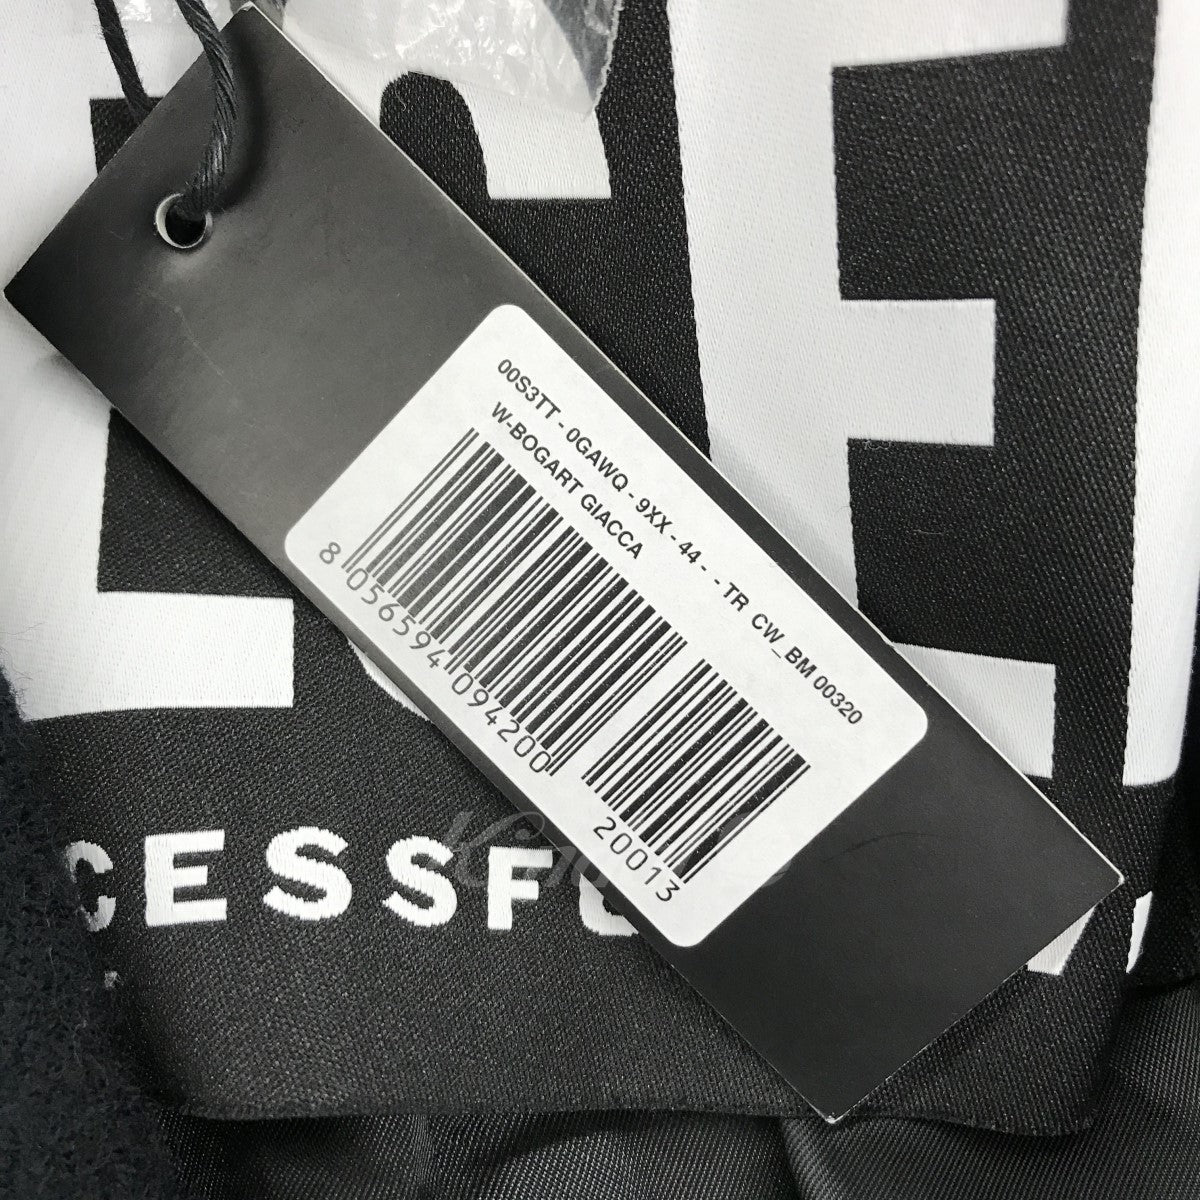 00S3TT - 0GAWQ - 9XX - 44 - - TR CW_BM 00320
W-BOGART GIACCA
8 056594 094200
20013
CESSF